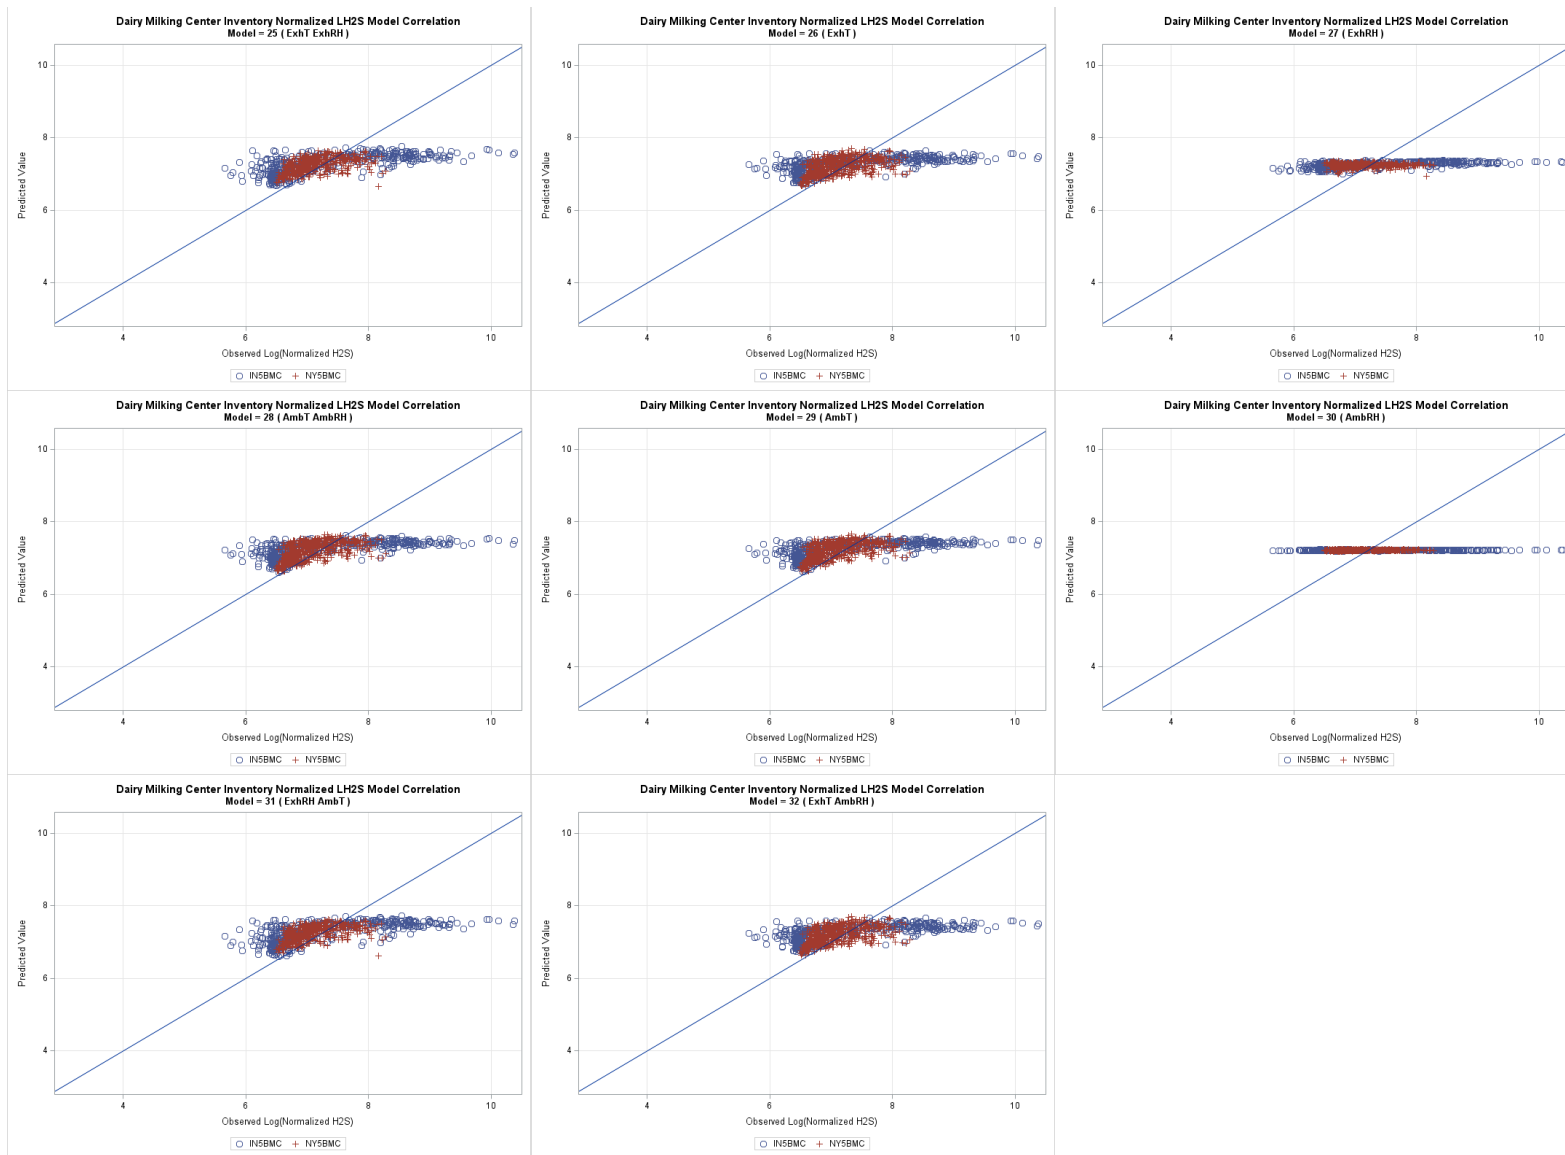 Dairy Milking Center Inventory Normalized LH2S Model Correlation
Model = 25 ( ExhT ExhRH )
10
8
6
4
Predicted Value
4 6 8 10
Observed Log(Normalized H2S)
IN5BMC NY5BMC
Dairy Milking Center Inventory Normalized LH2S Model Correlation
Model = 26 ( ExhT )
10
8
6
4
Predicted Value
4 6 8 10
Observed Log(Normalized H2S)
IN5BMC NY5BMC
Dairy Milking Center Inventory Normalized LH2S Model Correlation
Model = 27 ( ExhRH )
10
8
6
4
Predicted Value
4 6 8 10
Observed Log(Normalized H2S)
IN5BMC NY5BMC
Dairy Milking Center Inventory Normalized LH2S Model Correlation
Model = 28 ( AmbT AmbRH )
10
8
6
4
Predicted Value
4 6 8 10
Observed Log(Normalized H2S)
IN5BMC NY5BMC
Dairy Milking Center Inventory Normalized LH2S Model Correlation
Model = 29 ( AmbT )
10
8
6
4
Predicted Value
4 6 8 10
Observed Log(Normalized H2S)
IN5BMC NY5BMC
Dairy Milking Center Inventory Normalized LH2S Model Correlation
Model = 30 ( AmbRH )
10
8
6
4
Predicted Value
4 6 8 10
Observed Log(Normalized H2S)
IN5BMC NY5BMC
Dairy Milking Center Inventory Normalized LH2S Model Correlation
Model = 31 ( ExhRH AmbT )
10
8
6
4
Predicted Value
4 6 8 10
Observed Log(Normalized H2S)
IN5BMC NY5BMC
Dairy Milking Center Inventory Normalized LH2S Model Correlation
Model = 32 ( ExhT AmbRH )
10
8
6
4
Predicted Value
4 6 8 10
Observed Log(Normalized H2S)
IN5BMC NY5BMC